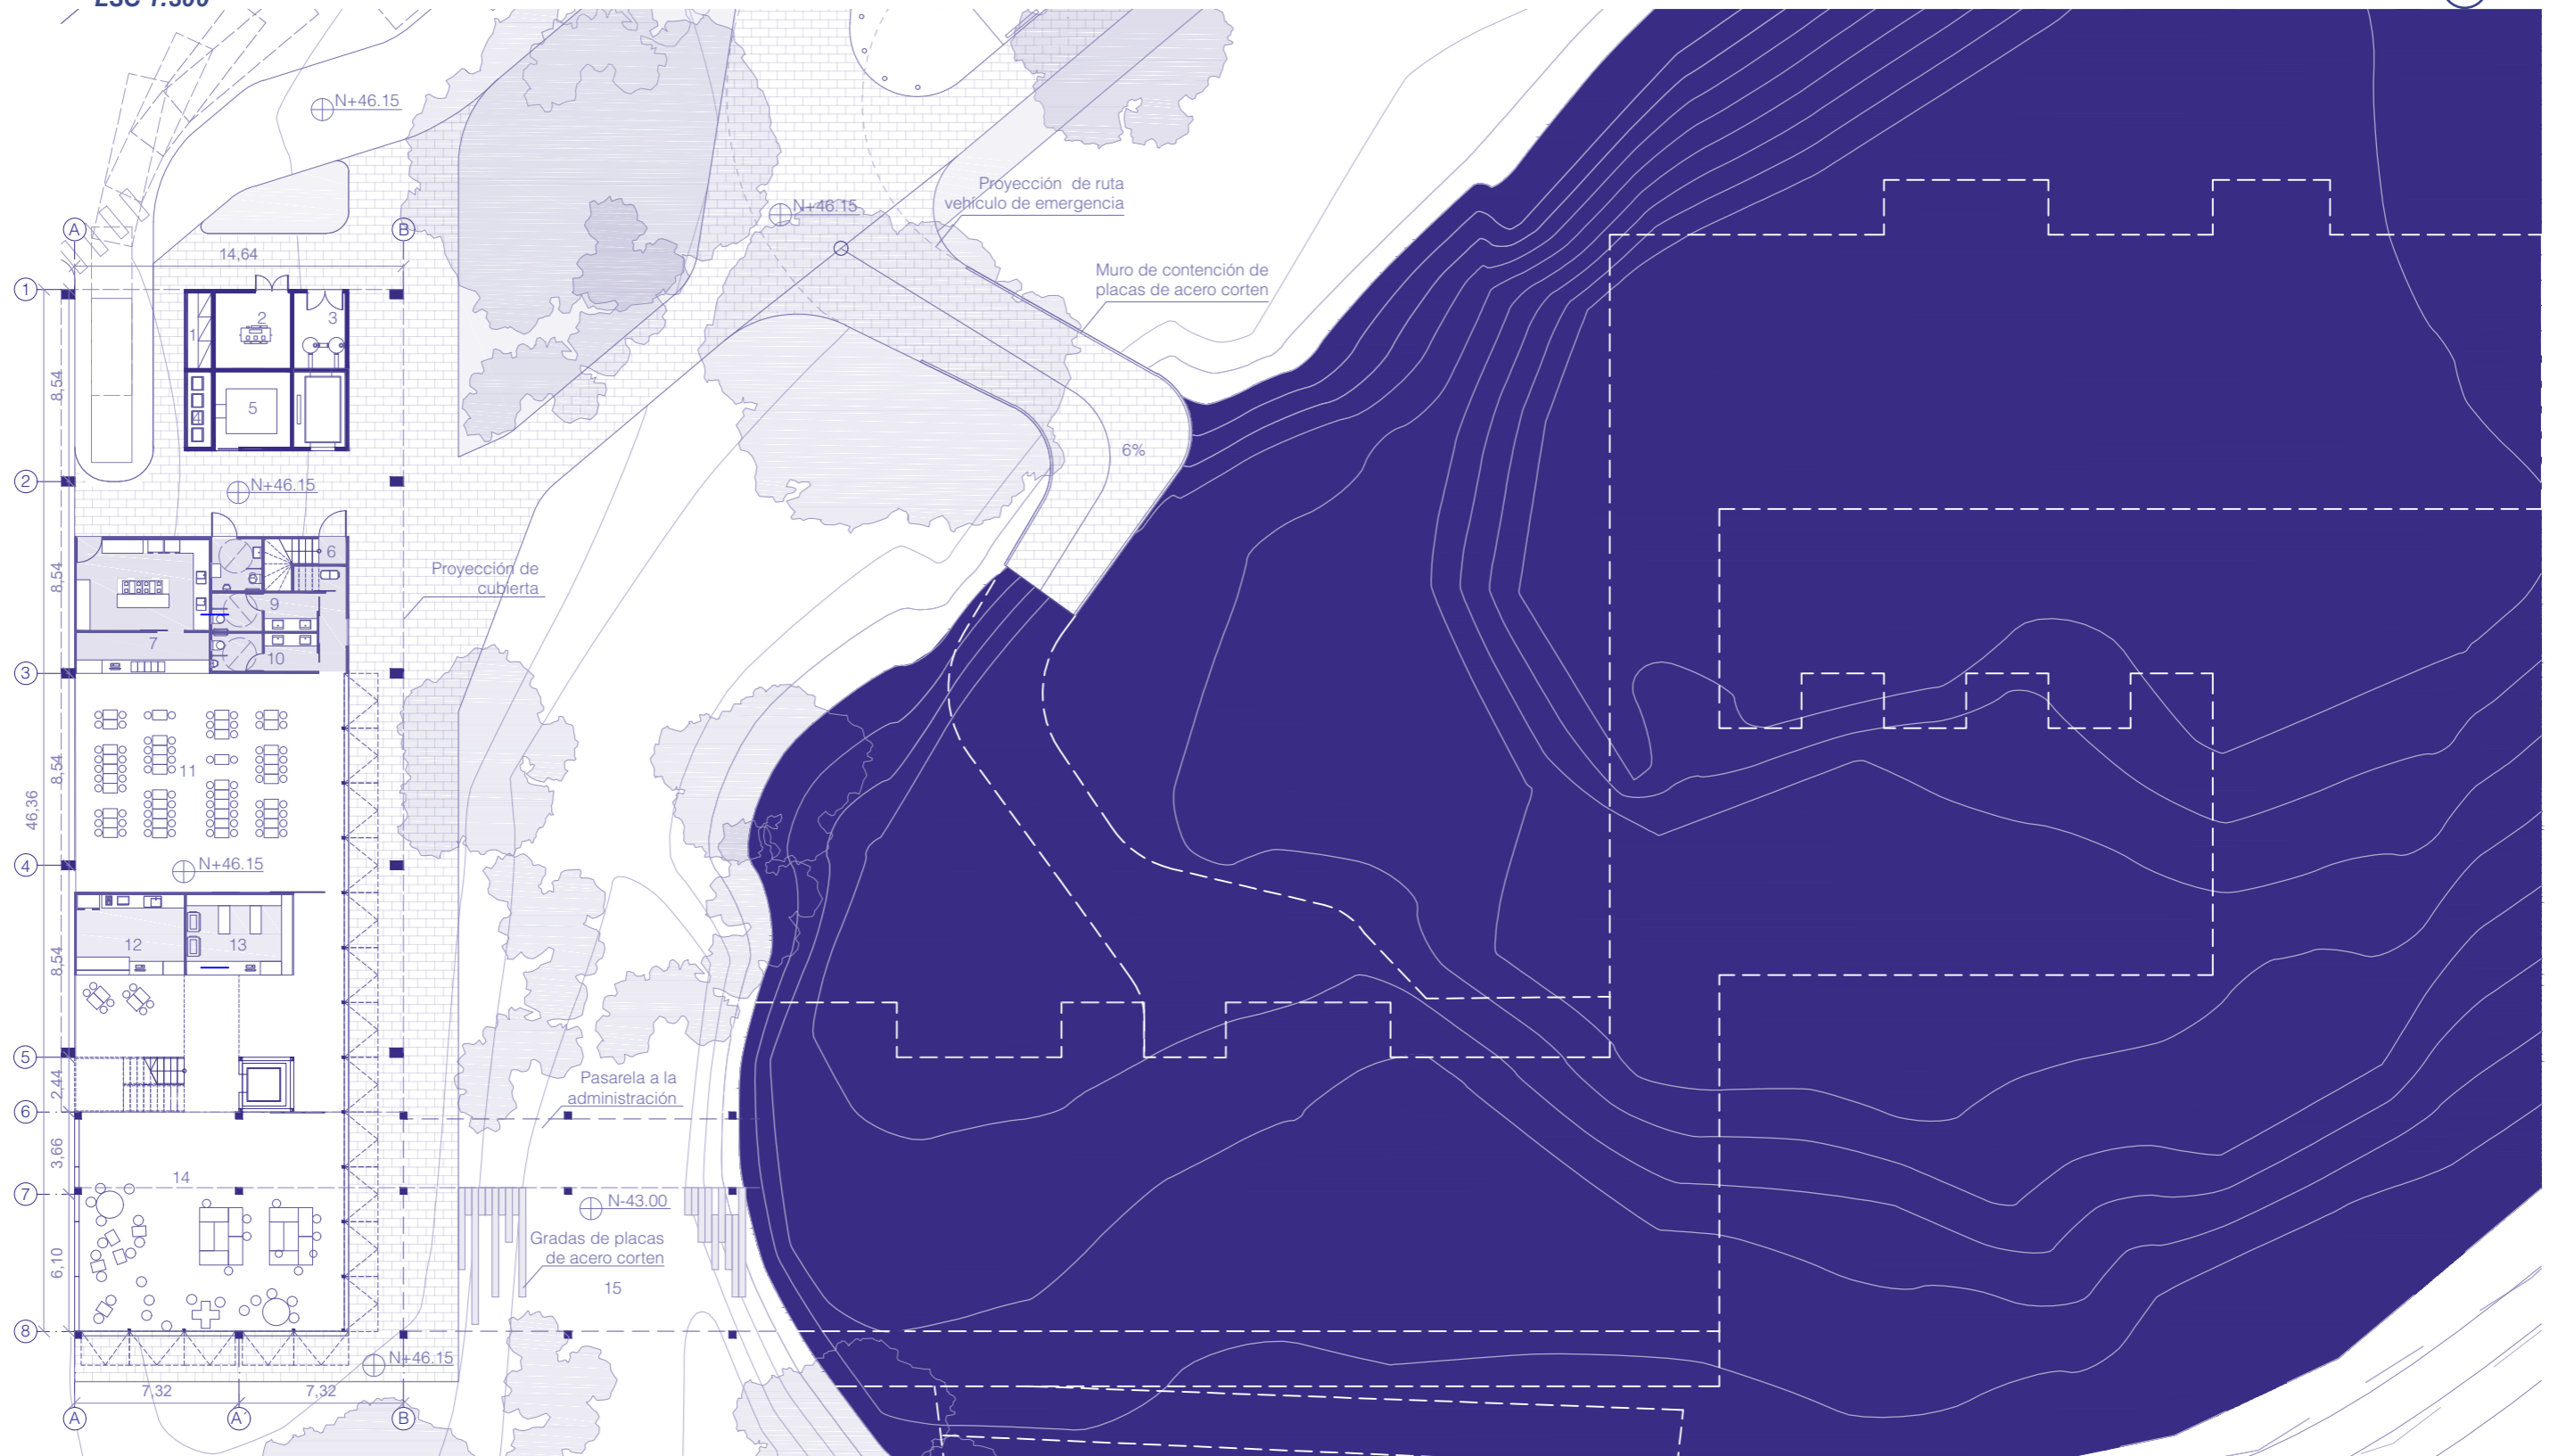 ESC 1:500
N+46.15
Proyección de ruta
vehículo de emergencia
N+46.15
A
B
14,64
Muro de contención de
placas de acero corten
1
1
2
3
8,54
4
5
6%
2
N+46.15
6
Proyección de
cubierta
8,54
8
9
7
10
3
11
8,54
46,36
4
N+46.15
12
13
8,54
5
Pasarela a la
administración
2,44
6
3,66
14
7
N-43.00
Gradas de placas
de acero corten
6,10
15
8
N+46.15
7,32
7,32
A
A'
B